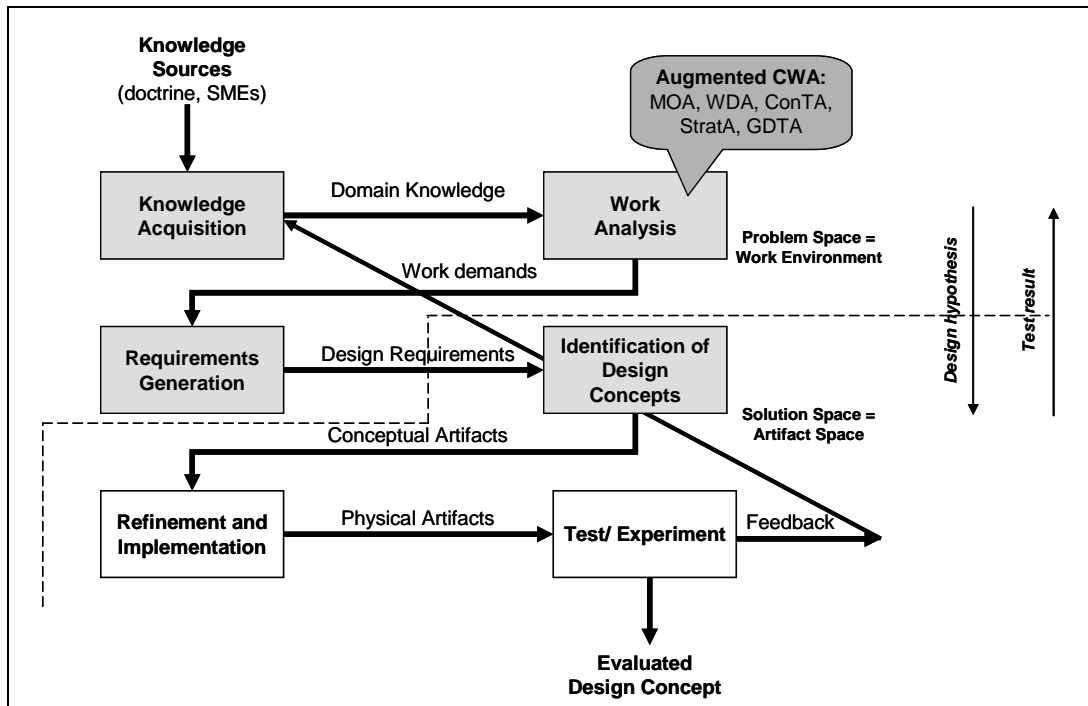 Knowledge
Sources
(doctrine, SMEs)
Augmented CWA:
MOA, WDA, ConTA,
StratA, GDTA
Knowledge
Acquisition
Domain Knowledge
Work
Analysis
Problem Space =
Work Environment
Work demands
Design hypothesis
Test result
Requirements
Generation
Design Requirements
Identification of
Design
Concepts
Solution Space =
Artifact Space
Conceptual Artifacts
Refinement and
Implementation
Physical Artifacts
Test/ Experiment
Feedback
Evaluated
Design Concept